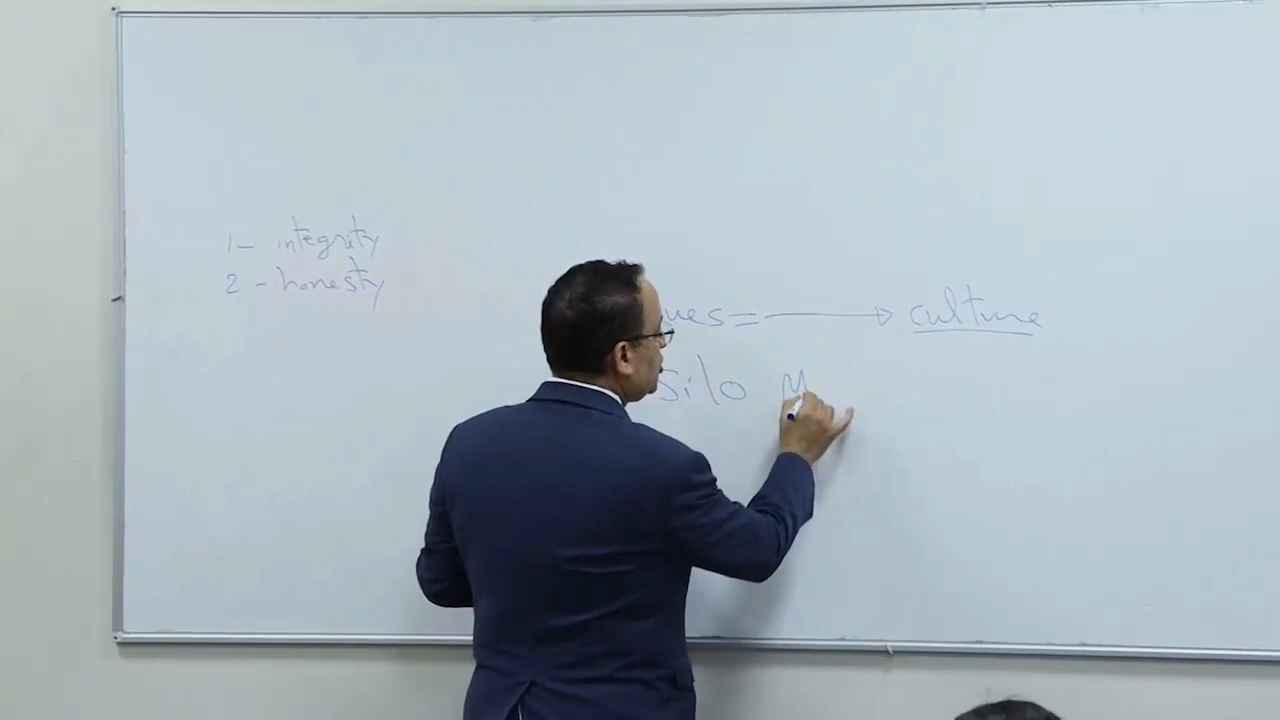 1- integrity
2- honesty
ues = → culture
Silo M